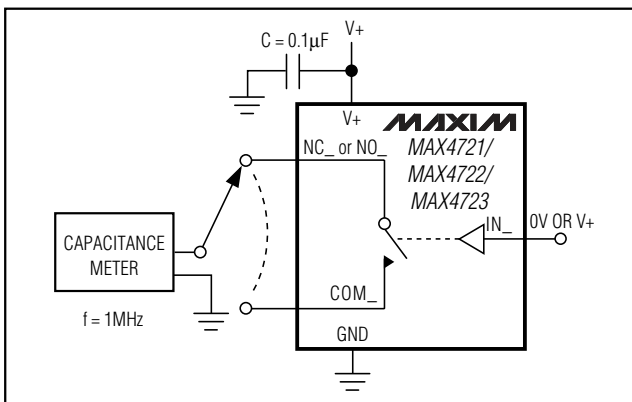 V+
C = 0.1µF
V+
MAXIM
NC_ or NO_
MAX4721/
MAX4722/
MAX4723
IN_
0V OR V+
CAPACITANCE
METER
COM_
f = 1MHz
GND